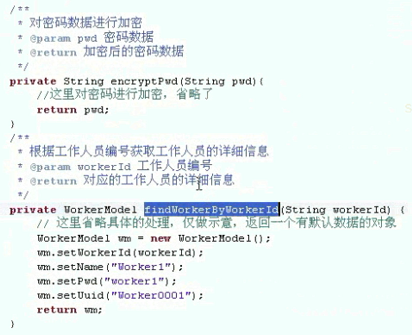 /**
* 对密码数据进行加密
* @param pwd 密码数据
* @return 加密后的密码数据
*/
private String encryptPwd(String pwd){
//这里对密码进行加密，省略了
return pwd;
}
/**
* 根据工作人员编号获取工作人员的详细信息
* @param workerId 工作人员编号
* @return 对应的工作人员的详细信息
*/
private WorkerModel findWorkerByWorkerId(String workerId) {
// 这里省略具体的处理，仅做示意，返回一个有默认数据的对象
WorkerModel wm = new WorkerModel();
wm.setWorkerId(workerId);
wm.setName("Worker1");
wm.setPwd("worker1");
wm.setUuid("Worker0001");
return wm;
}